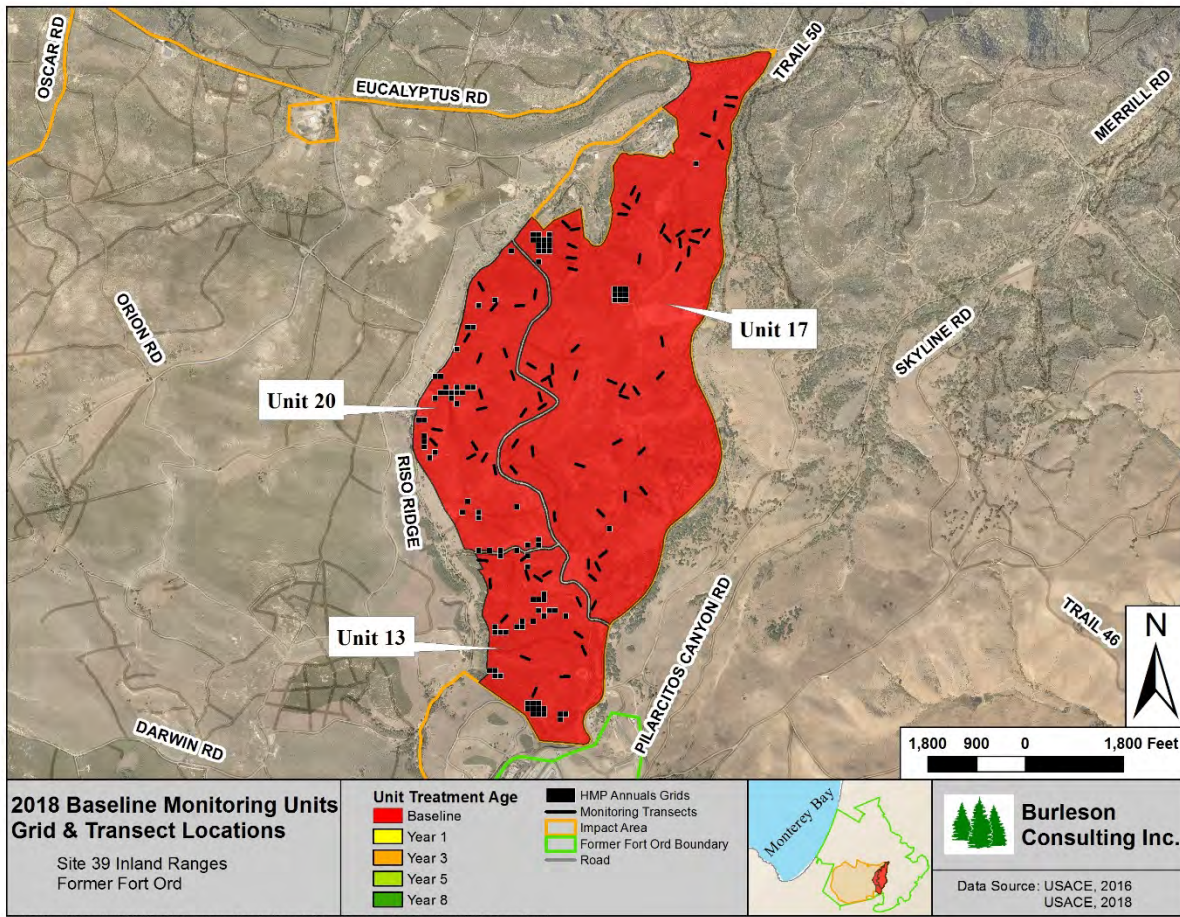 OSCAR RD
EUCALYPTUS RD
TRAIL 50
MERRILL RD
ORION RD
SKYLINE RD
Unit 17
Unit 20
RISO RIDGE
Unit 13
PILARCITOS CANYON RD
TRAIL 46
DARWIN RD
N
1,800 900 0 1,800 Feet
2018 Baseline Monitoring Units
Grid & Transect Locations
Site 39 Inland Ranges
Former Fort Ord
Unit Treatment Age
Baseline
Year 1
Year 3
Year 5
Year 8
HMP Annuals Grids
Monitoring Transects
Impact Area
Former Fort Ord Boundary
Road
Monterey Bay
Burleson
Consulting Inc.
Data Source: USACE, 2016
USACE, 2018